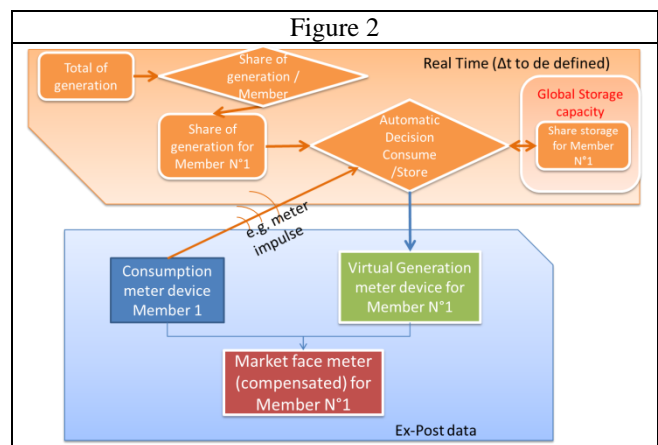 Figure 2
Real Time (Δt to de defined)
Total of
generation
Share of
generation /
Member
Share of
generation for
Member N°1
Automatic
Decision
Consume
/Store
Global Storage
capacity
Share storage
for Member
N°1
e.g. meter
impulse
Consumption
meter device
Member 1
Virtual Generation
meter device for
Member N°1
Market face meter
(compensated) for
Member N°1
Ex-Post data